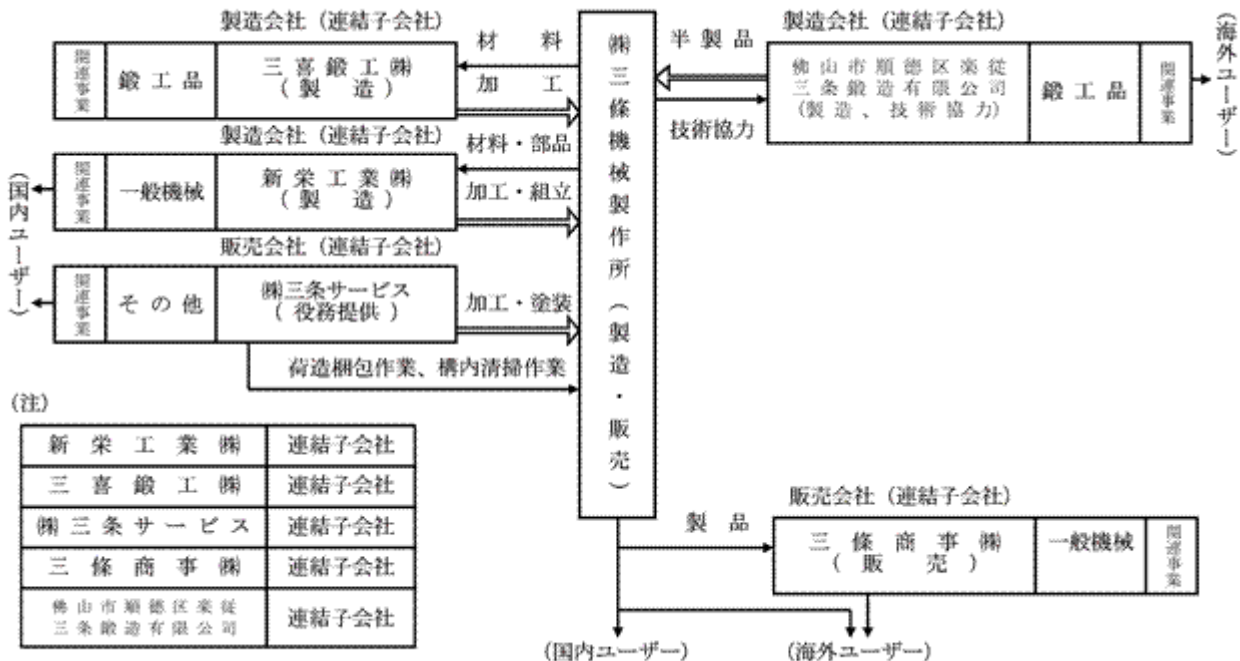 製造会社（連結子会社）
関連事業
鍛工品
三喜鍛工㈱
（製造）
材料
加工
製造会社（連結子会社）
関連事業
一般機械
新栄工業㈱
（製造）
材料・部品
加工・組立
販売会社（連結子会社）
関連事業
その他
㈱三条サービス
（役務提供）
加工・塗装
荷造梱包作業、構内清掃作業
（国内ユーザー）
㈱三條機械製作所（製造・販売）
製造会社（連結子会社）
半製品
技術協力
佛山市順徳区楽従
三条鍛造有限公司
（製造、技術協力）
鍛工品
関連事業
（海外ユーザー）
（注）
新栄工業㈱ 連結子会社
三喜鍛工㈱ 連結子会社
㈱三条サービス 連結子会社
三條商事㈱ 連結子会社
佛山市順徳区楽従
三条鍛造有限公司 連結子会社
販売会社（連結子会社）
製品
三條商事㈱
（販売）
一般機械
関連事業
（国内ユーザー）
（海外ユーザー）